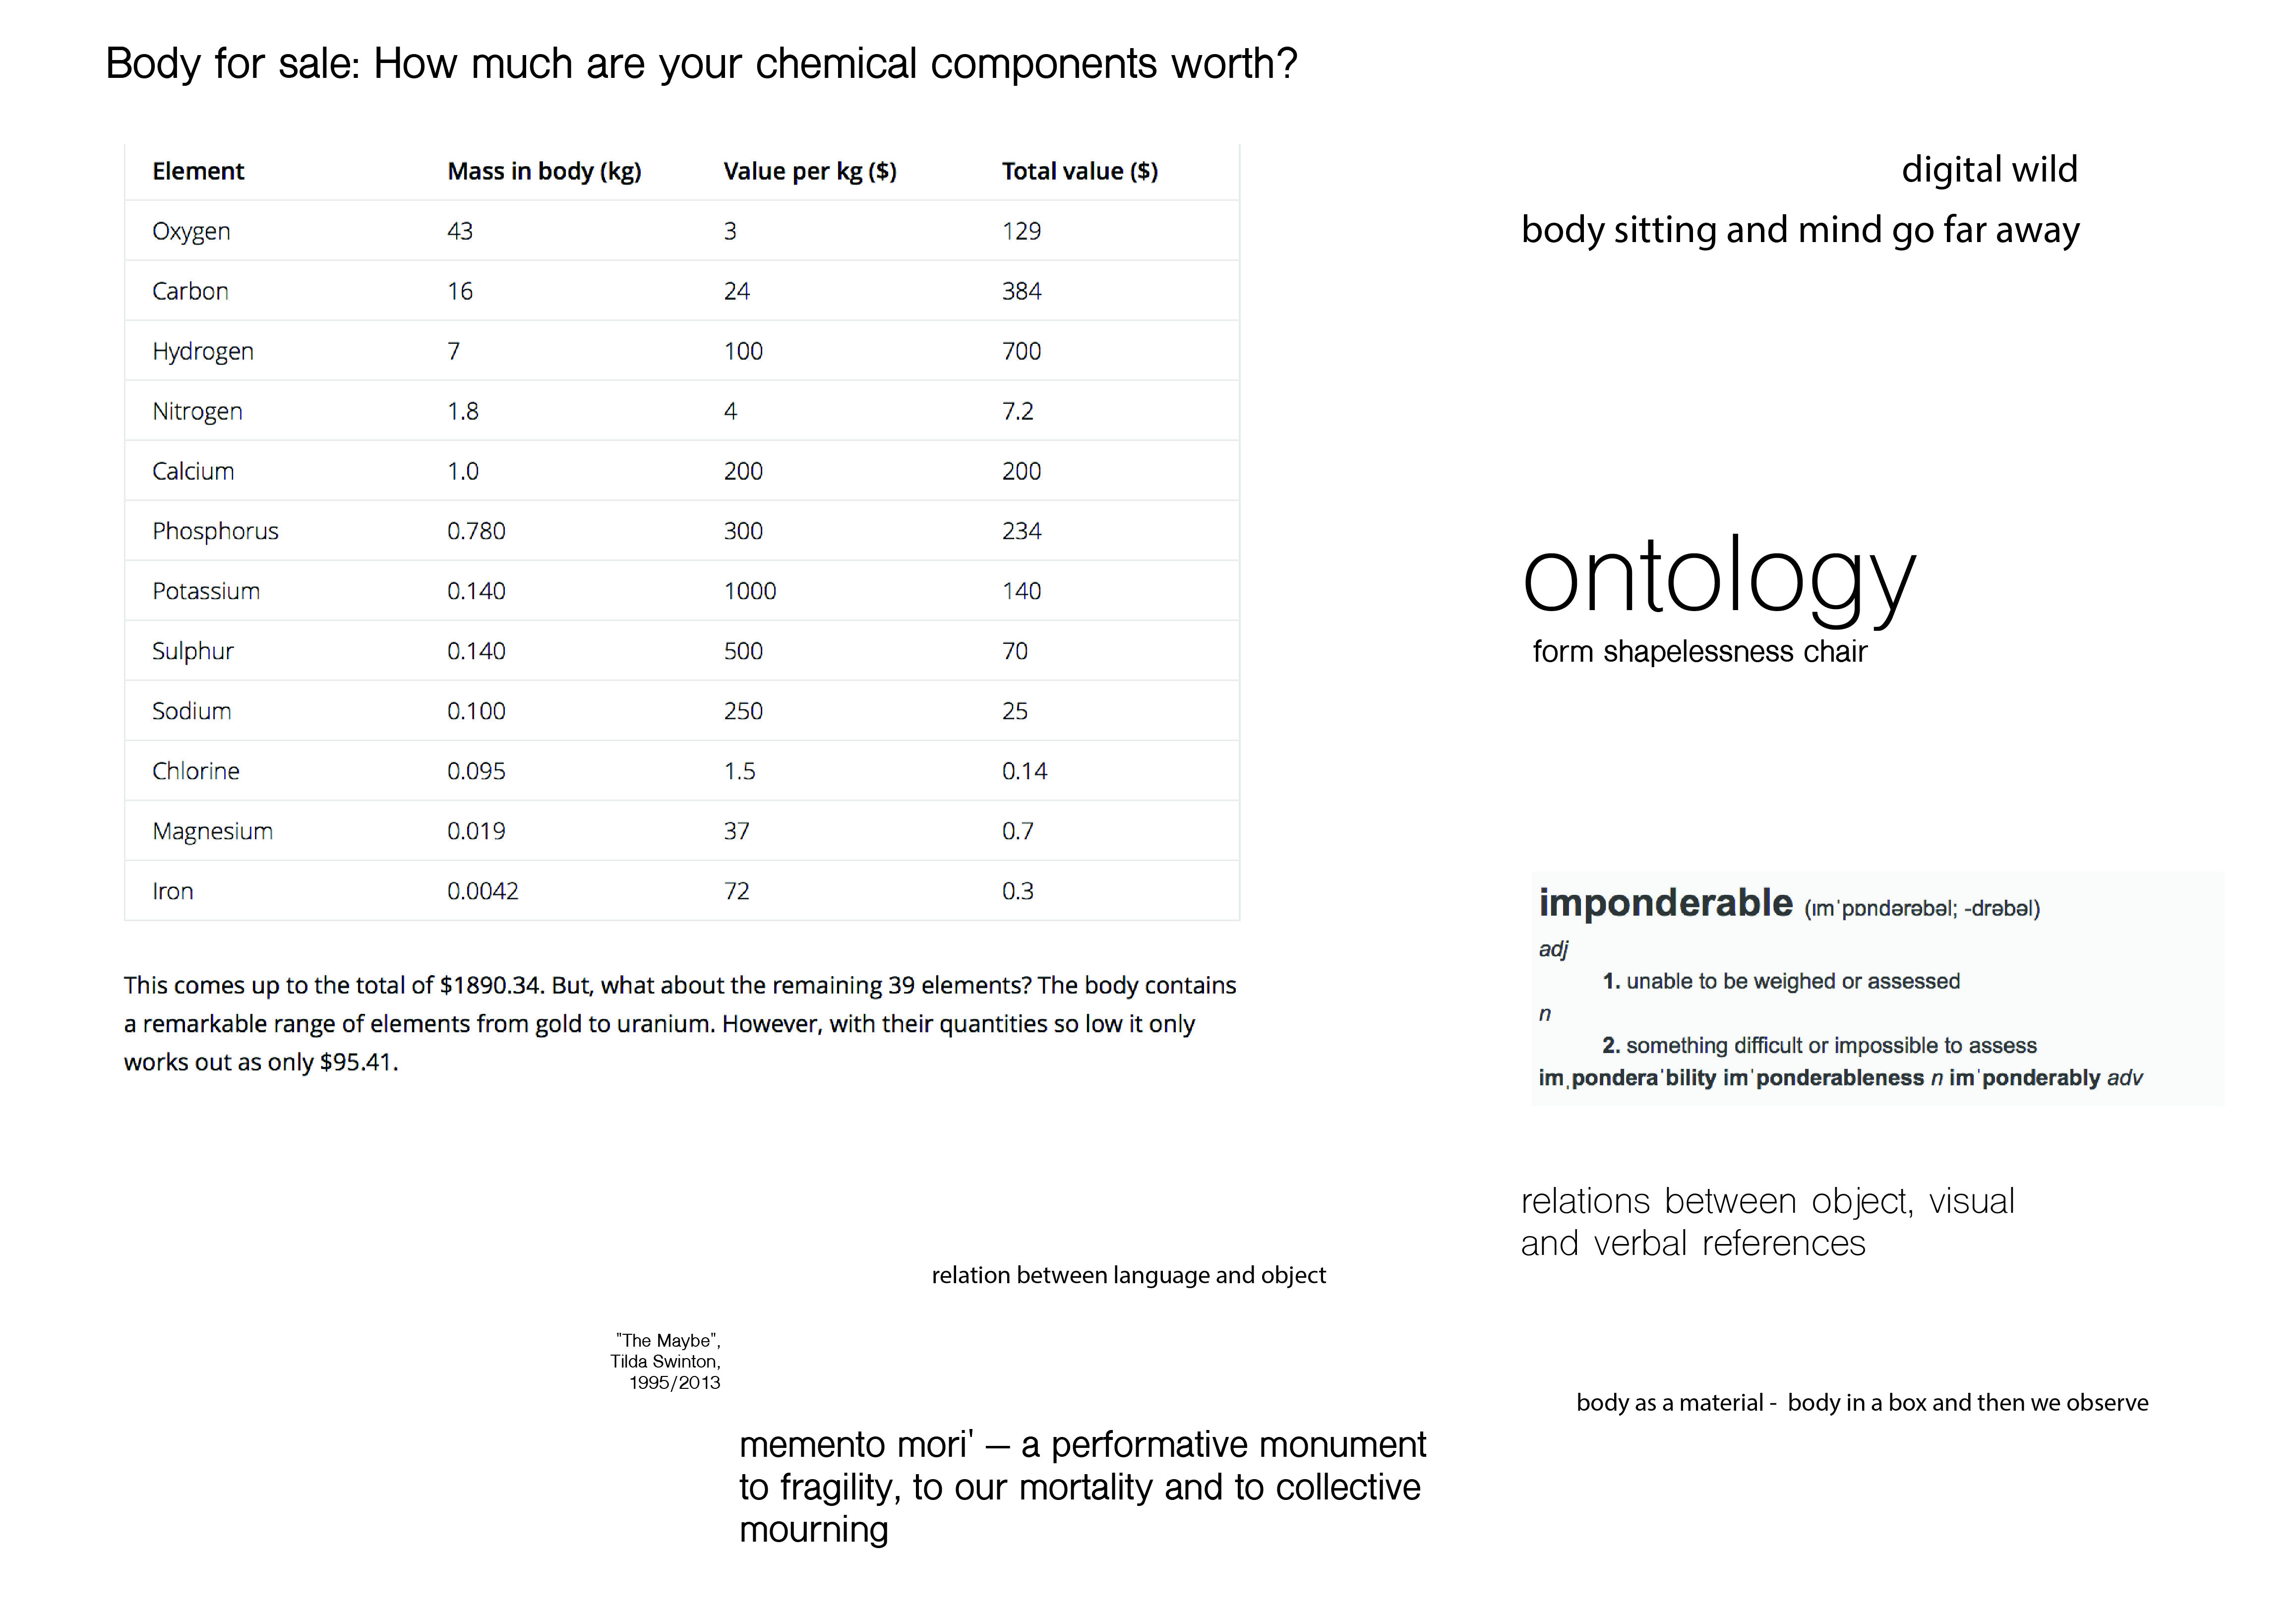 Body for sale: How much are your chemical components worth?
Element Mass in body (kg) Value per kg ($) Total value ($)
Oxygen 43 3 129
Carbon 16 24 384
Hydrogen 7 100 700
Nitrogen 1.8 4 7.2
Calcium 1.0 200 200
Phosphorus 0.780 300 234
Potassium 0.140 1000 140
Sulphur 0.140 500 70
Sodium 0.100 250 25
Chlorine 0.095 1.5 0.14
Magnesium 0.019 37 0.7
Iron 0.0042 72 0.3
This comes up to the total of $1890.34. But, what about the remaining 39 elements? The body contains
a remarkable range of elements from gold to uranium. However, with their quantities so low it only
works out as only $95.41.
digital wild
body sitting and mind go far away
ontology
form shapelessness chair
imponderable (ɪmˈpɒndərəbəl; -drəbəl)
adj
1. unable to be weighed or assessed
n
2. something difficult or impossible to assess
imˌponderaˈbility imˈponderableness n imˈponderably adv
relations between object, visual
and verbal references
relation between language and object
"The Maybe",
Tilda Swinton,
1995/2013
body as a material - body in a box and then we observe
memento mori' – a performative monument
to fragility, to our mortality and to collective
mourning